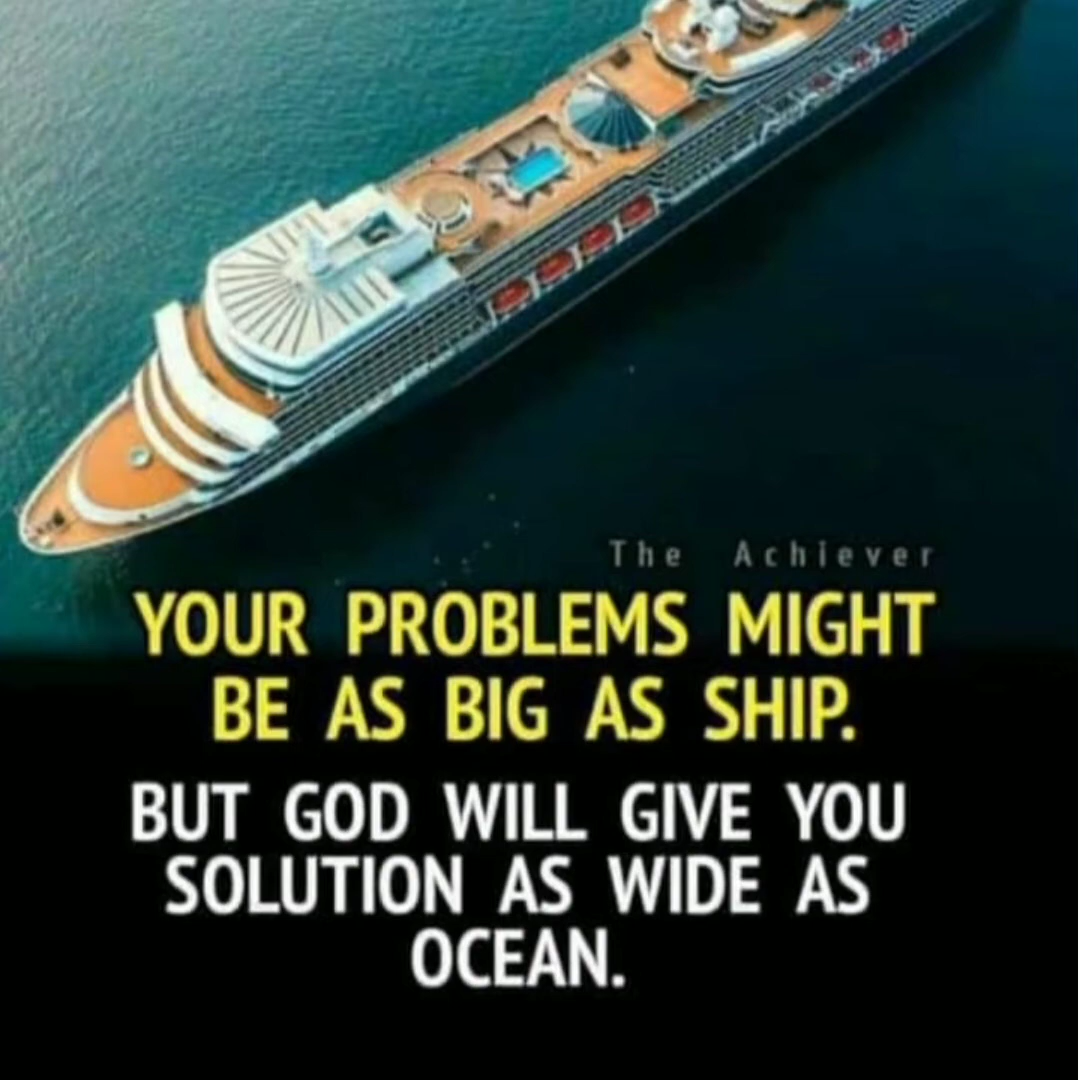 The Achiever
YOUR PROBLEMS MIGHT
BE AS BIG AS SHIP.
BUT GOD WILL GIVE YOU
SOLUTION AS WIDE AS
OCEAN.